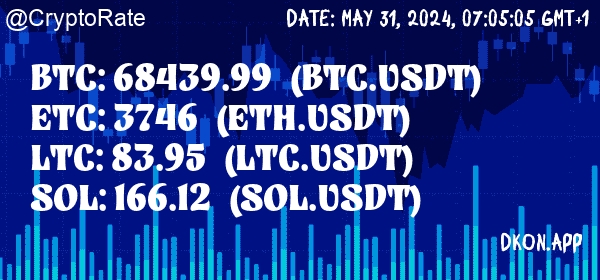 @CryptoRate
DATE: MAY 31, 2024, 07:05:05 GMT+1
BTC: 68439.99 (BTC.USDT)
ETC: 3746 (ETH.USDT)
LTC: 83.95 (LTC.USDT)
SOL: 166.12 (SOL.USDT)
DKON.APP